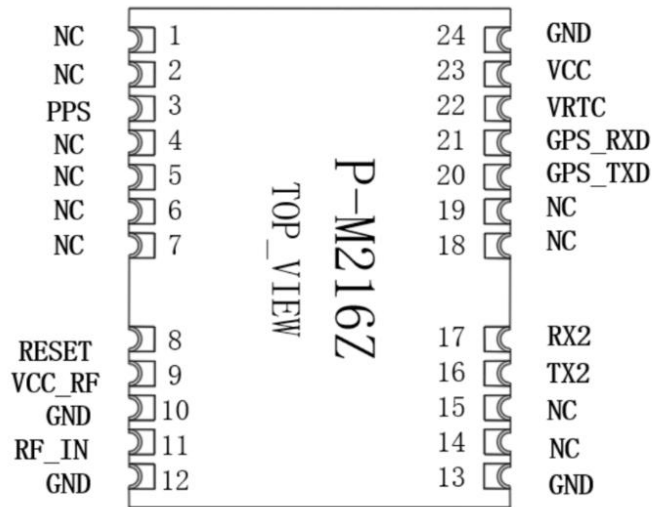 NC 1 24 GND
NC 2 23 VCC
PPS 3 22 VRTC
NC 4 21 GPS_RXD
NC 5 20 GPS_TXD
NC 6 19 NC
NC 7 18 NC
P-M216Z
TOP_VIEW
RESET 8 17 RX2
VCC_RF 9 16 TX2
GND 10 15 NC
RF_IN 11 14 NC
GND 12 13 GND